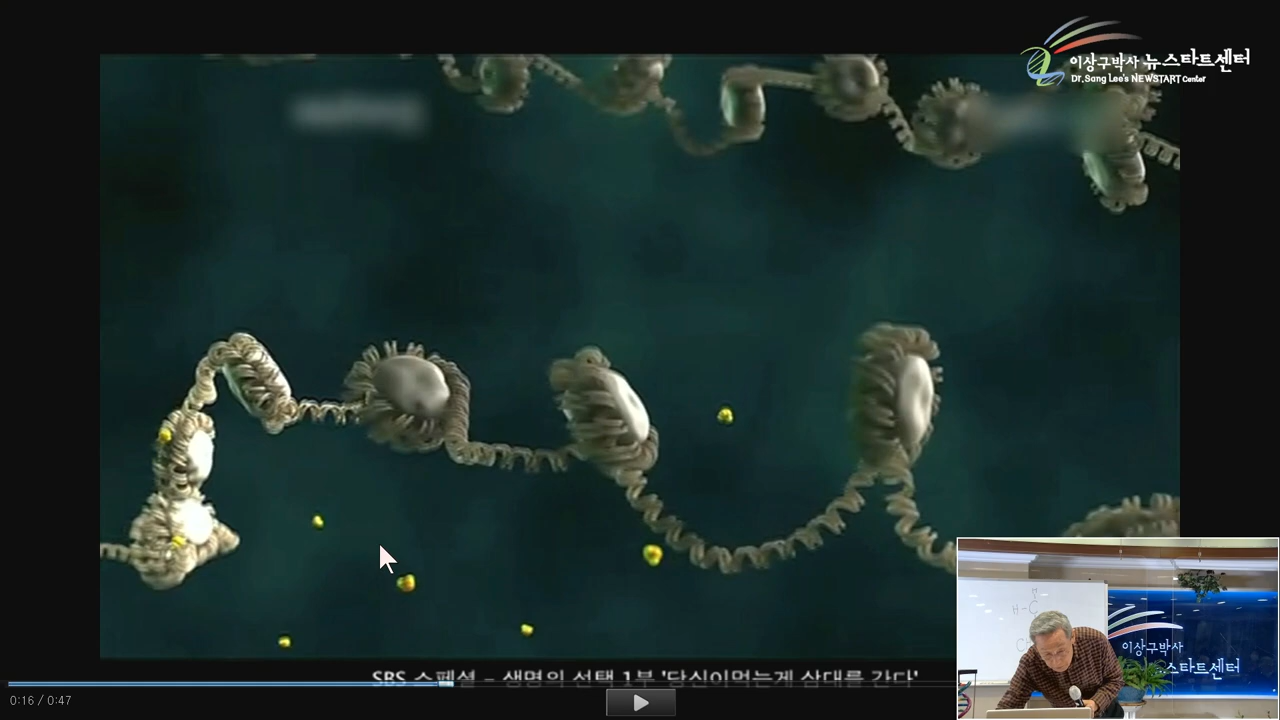 이상구박사 뉴스타트센터
Dr.Sang Lee's NEWSTART Center
SBS 스페셜 - 생명의 선택 1부 '당신이먹는게 삼대를 간다'
0:16 / 0:47
H-C
이상구박사
스타트센터